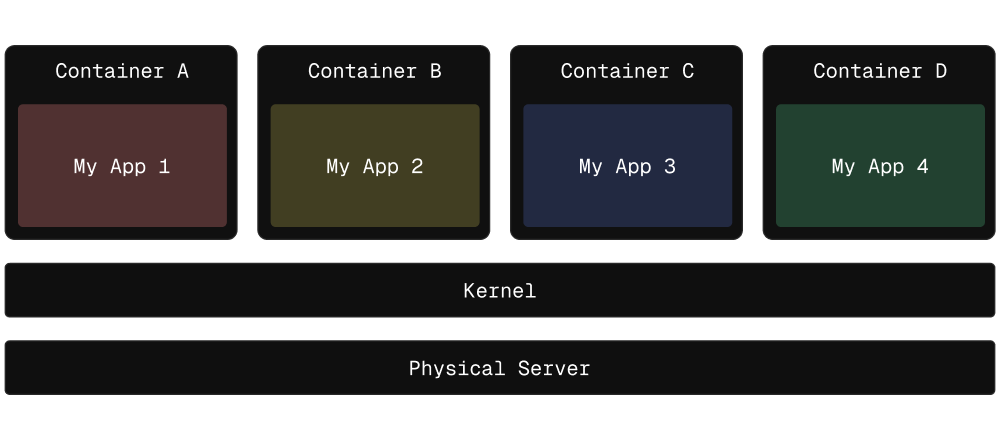 Container A
Container B
Container C
Container D
My App 1
My App 2
My App 3
My App 4
Kernel
Physical Server